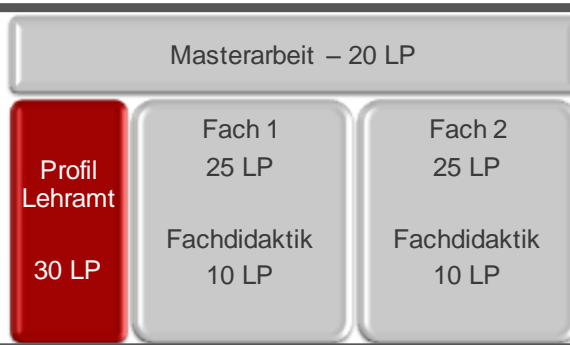 Masterarbeit – 20 LP
Profil
Lehramt
30 LP
Fach 1
25 LP
Fachdidaktik
10 LP
Fach 2
25 LP
Fachdidaktik
10 LP